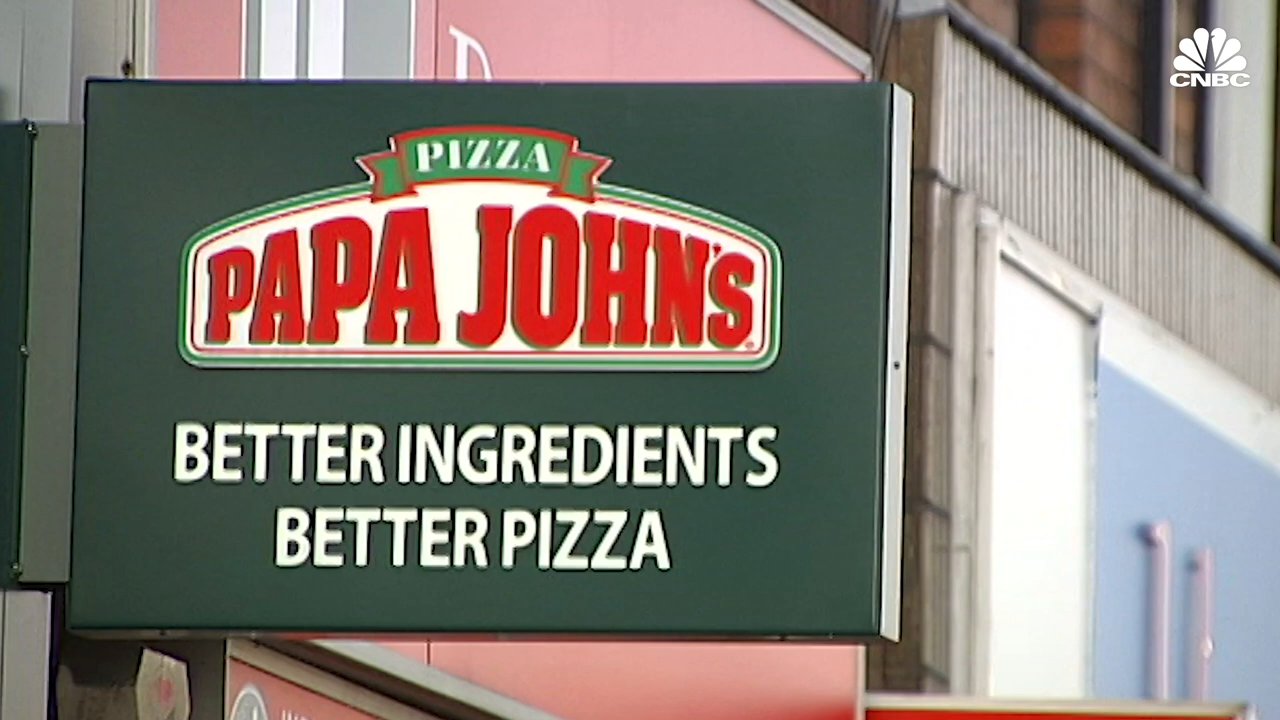 CNBC
PIZZA
PAPA JOHN'S
BETTER INGREDIENTS
BETTER PIZZA